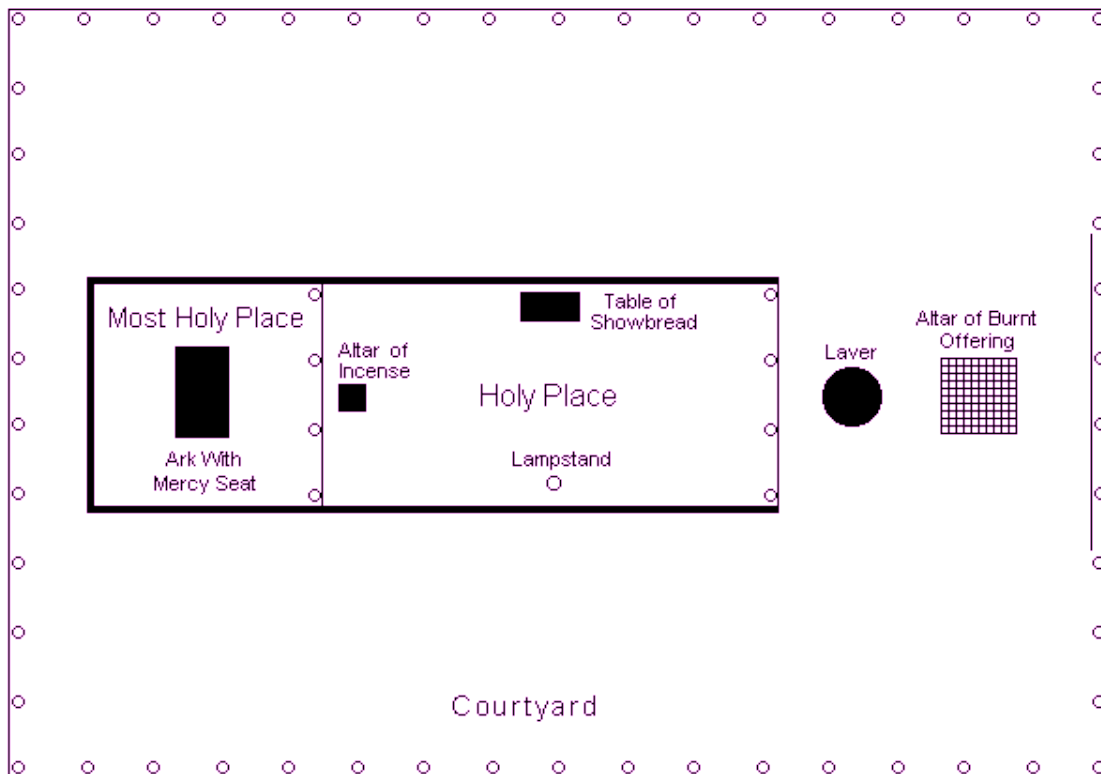 Most Holy Place
Ark With
Mercy Seat
Altar of
Incense
Table of
Showbread
Holy Place
Lampstand
Laver
Altar of Burnt
Offering
Courtyard